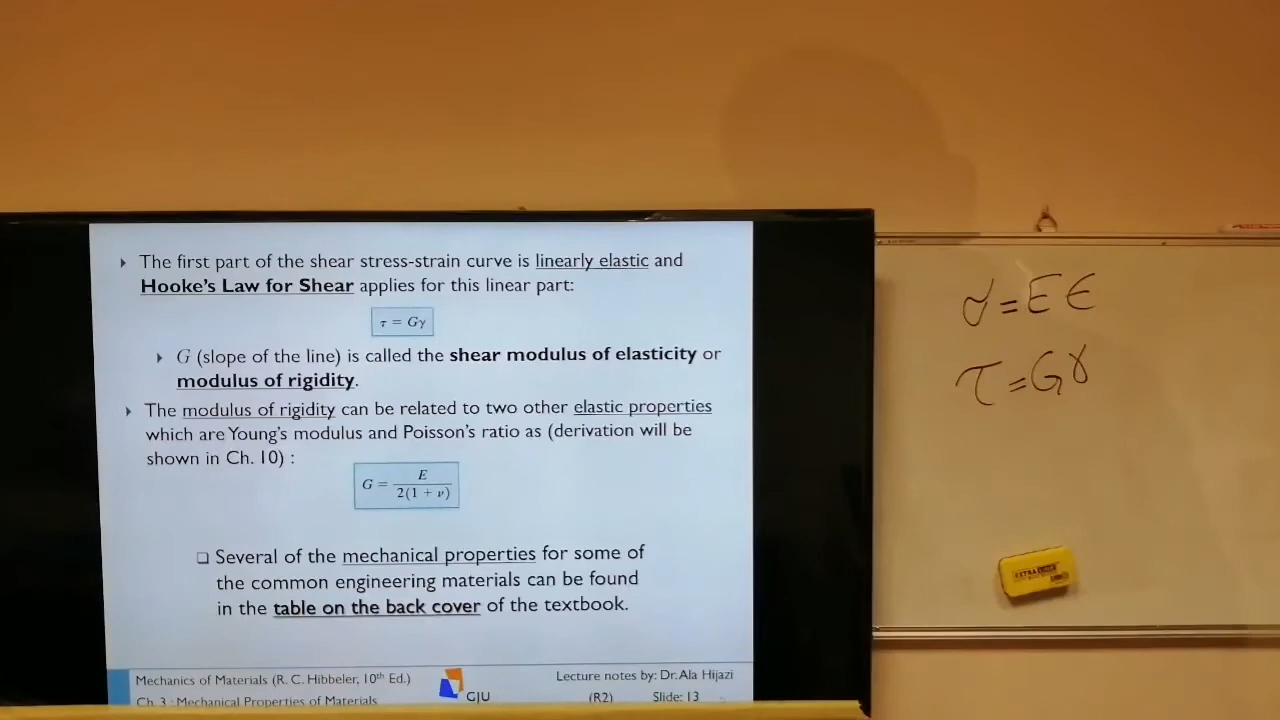 The first part of the shear stress-strain curve is linearly elastic and
Hooke's Law for Shear applies for this linear part:
τ = Gγ
G (slope of the line) is called the shear modulus of elasticity or
modulus of rigidity.
The modulus of rigidity can be related to two other elastic properties
which are Young's modulus and Poisson's ratio as (derivation will be
shown in Ch. 10) :
G = E / 2(1 + ν)
Several of the mechanical properties for some of
the common engineering materials can be found
in the table on the back cover of the textbook.
Mechanics of Materials (R. C. Hibbeler, 10th Ed.)
Ch. 3 : Mechanical Properties of Materials
GJU
Lecture notes by: Dr. Ala Hijazi
(R2) Slide: 13
σ = E ϵ
τ = G γ
EXTRA